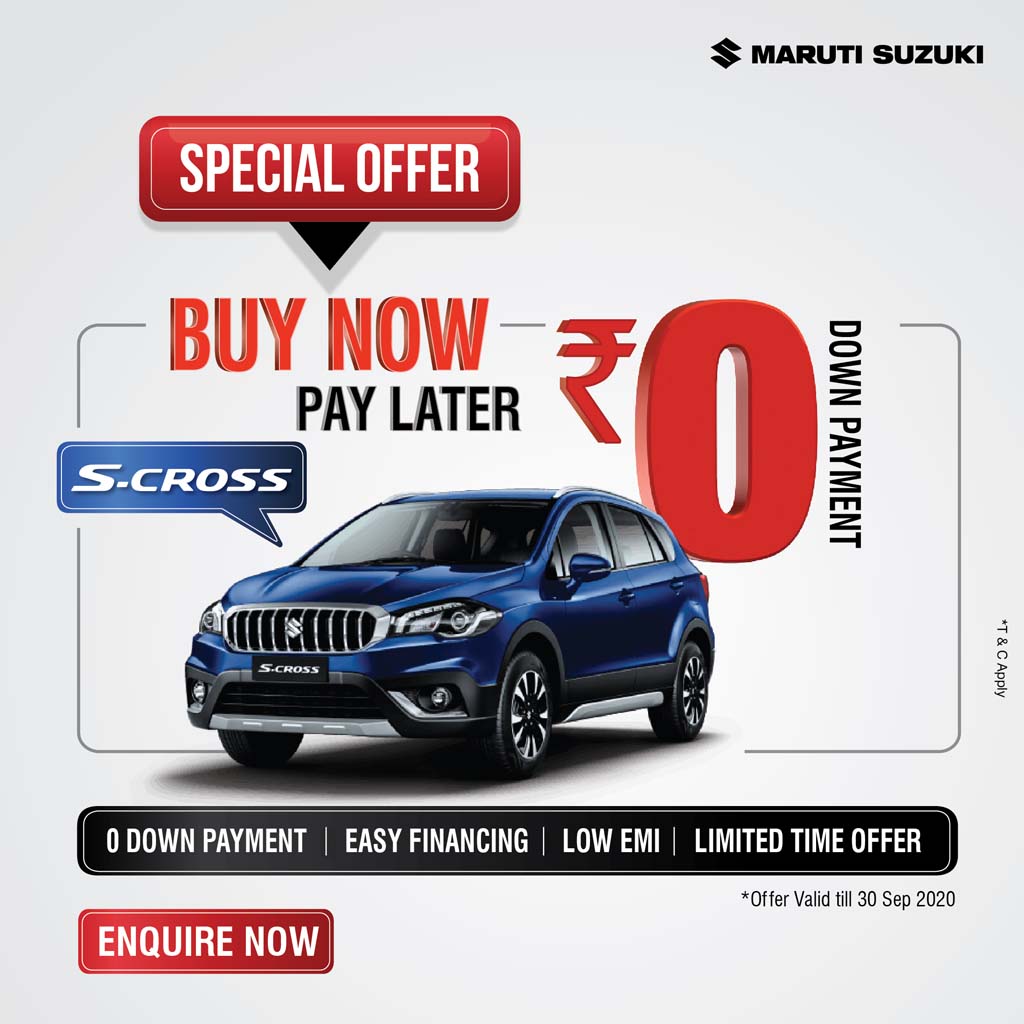 MARUTI SUZUKI
SPECIAL OFFER
BUY NOW
PAY LATER
₹0
DOWN PAYMENT
S-CROSS
S-CROSS
*T & C Apply
0 DOWN PAYMENT | EASY FINANCING | LOW EMI | LIMITED TIME OFFER
*Offer Valid till 30 Sep 2020
ENQUIRE NOW